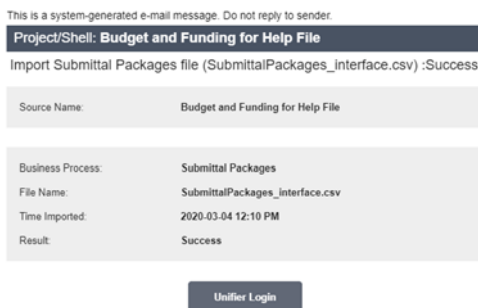 This is a system-generated e-mail message. Do not reply to sender.
Project/Shell: Budget and Funding for Help File
Import Submittal Packages file (SubmittalPackages_interface.csv) :Success
Source Name: Budget and Funding for Help File
Business Process: Submittal Packages
File Name: SubmittalPackages_interface.csv
Time Imported: 2020-03-04 12:10 PM
Result: Success
Unifier Login